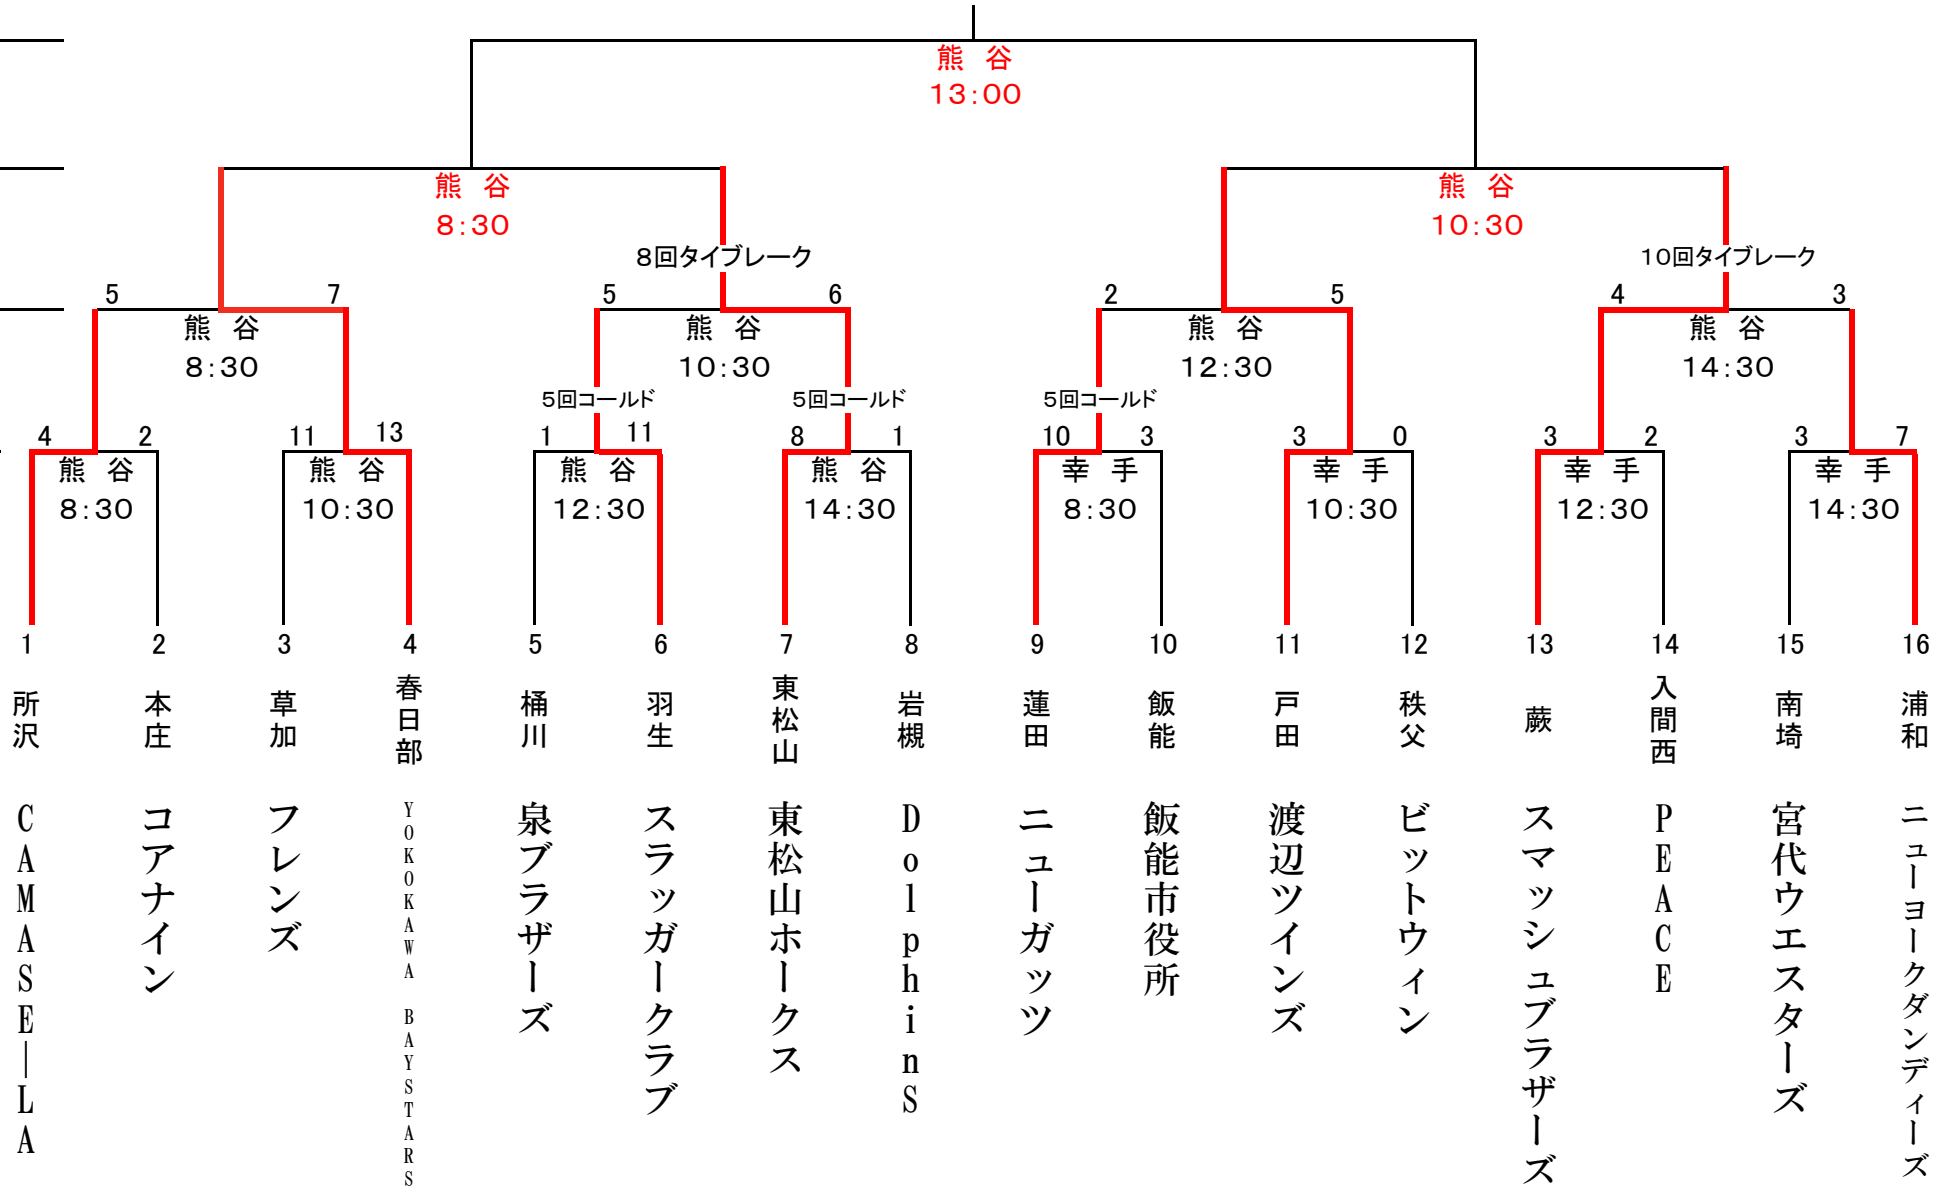 熊 谷
13:00
熊 谷
熊 谷
8:30
10:30
8回タイブレーク
10回タイブレーク
5
7
5
6
2
5
4
3
熊 谷
熊 谷
熊 谷
熊 谷
8:30
10:30
12:30
14:30
5回コールド
5回コールド
5回コールド
4
2
11
13
1
11
8
1
10
3
3
0
3
2
3
7
熊 谷
熊 谷
熊 谷
熊 谷
幸 手
幸 手
幸 手
幸 手
8:30
10:30
12:30
14:30
8:30
10:30
12:30
14:30
1
2
3
4
5
6
7
8
9
10
11
12
13
14
15
16
所沢
本庄
草加
春日部
桶川
羽生
東松山
岩槻
蓮田
飯能
戸田
秩父
蕨
入間西
南埼
浦和
CAMASE―LA
コアナイン
フレンズ
YOKOKAWA BAYSTARS
泉ブラザーズ
スラッガークラブ
東松山ホークス
DolphinS
ニューガッツ
飯能市役所
渡辺ツインズ
ビットウィン
スマッシュブラザーズ
PEACE
宮代ウエスターズ
ニューヨークダンディーズ